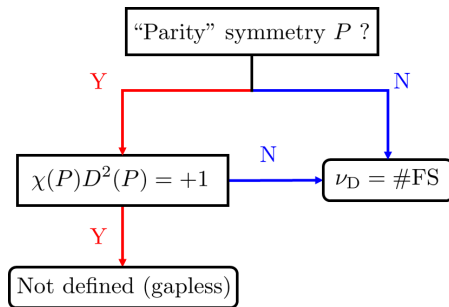 “Parity” symmetry P ?
Y
N
χ(P)D²(P) = +1
N
ν_D = #FS
Y
Not defined (gapless)